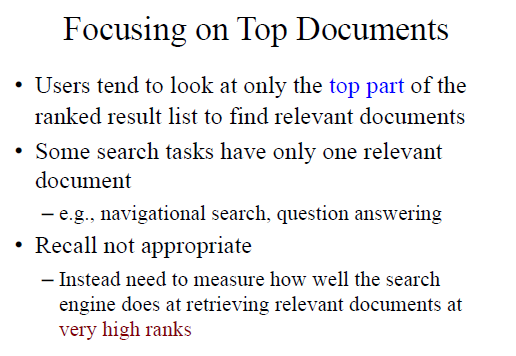 Focusing on Top Documents
• Users tend to look at only the top part of the
ranked result list to find relevant documents
• Some search tasks have only one relevant
document
– e.g., navigational search, question answering
• Recall not appropriate
– Instead need to measure how well the search
engine does at retrieving relevant documents at
very high ranks